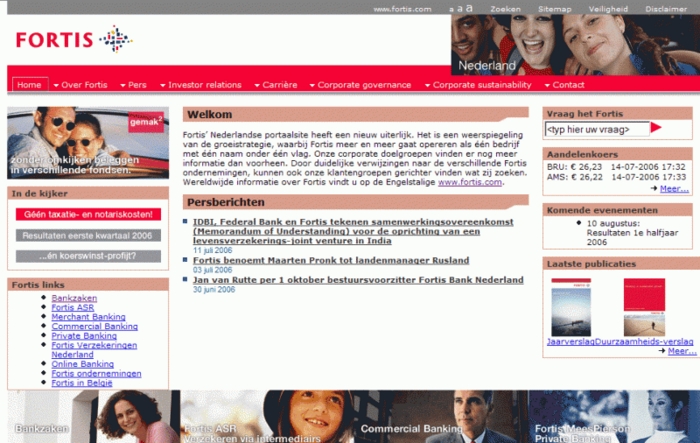 www.fortis.com a a a Zoeken Sitemap Veiligheid Disclaimer
FORTIS
Nederland
Home Over Fortis Pers Investor relations Carrière Corporate governance Corporate sustainability Contact
gemak²
zonder omkijken beleggen
in verschillende fondsen.
In de kijker
Géén taxatie- en notariskosten!
Resultaten eerste kwartaal 2006
...én koerswinst-profijt?
Fortis links
Bankzaken
Fortis ASR
Merchant Banking
Commercial Banking
Private Banking
Fortis Verzekeringen
Nederland
Online Banking
Fortis ondernemingen
Fortis in België
Welkom
Fortis' Nederlandse portaalsite heeft een nieuw uiterlijk. Het is een weerspiegeling
van de groeistrategie, waarbij Fortis meer en meer gaat opereren als één bedrijf
met één naam onder één vlag. Onze corporate doelgroepen vinden er nog meer
informatie dan voorheen. Door duidelijke verwijzingen naar de verschillende Fortis
ondernemingen, kunnen ook onze klantengroepen gerichter vinden wat zij zoeken.
Wereldwijde informatie over Fortis vindt u op de Engelstalige www.fortis.com.
Persberichten
IDBI, Federal Bank en Fortis tekenen samenwerkingsovereenkomst
(Memorandum of Understanding) voor de oprichting van een
levensverzekerings-joint venture in India
11 juli 2006
Fortis benoemt Maarten Pronk tot landenmanager Rusland
03 juli 2006
Jan van Rutte per 1 oktober bestuursvoorzitter Fortis Bank Nederland
30 juni 2006
Vraag het Fortis
<typ hier uw vraag>
Aandelenkoers
BRU: € 26,23 14-07-2006 17:32
AMS: € 26,22 14-07-2006 17:33
Meer...
Komende evenementen
10 augustus:
Resultaten 1e halfjaar
2006
Laatste publicaties
JaarverslagDuurzaamheids-verslag
Meer...
Bankzaken
Fortis ASR
Verzekeren via intermediairs
Commercial Banking
Fortis MeesPierson
Private Banking